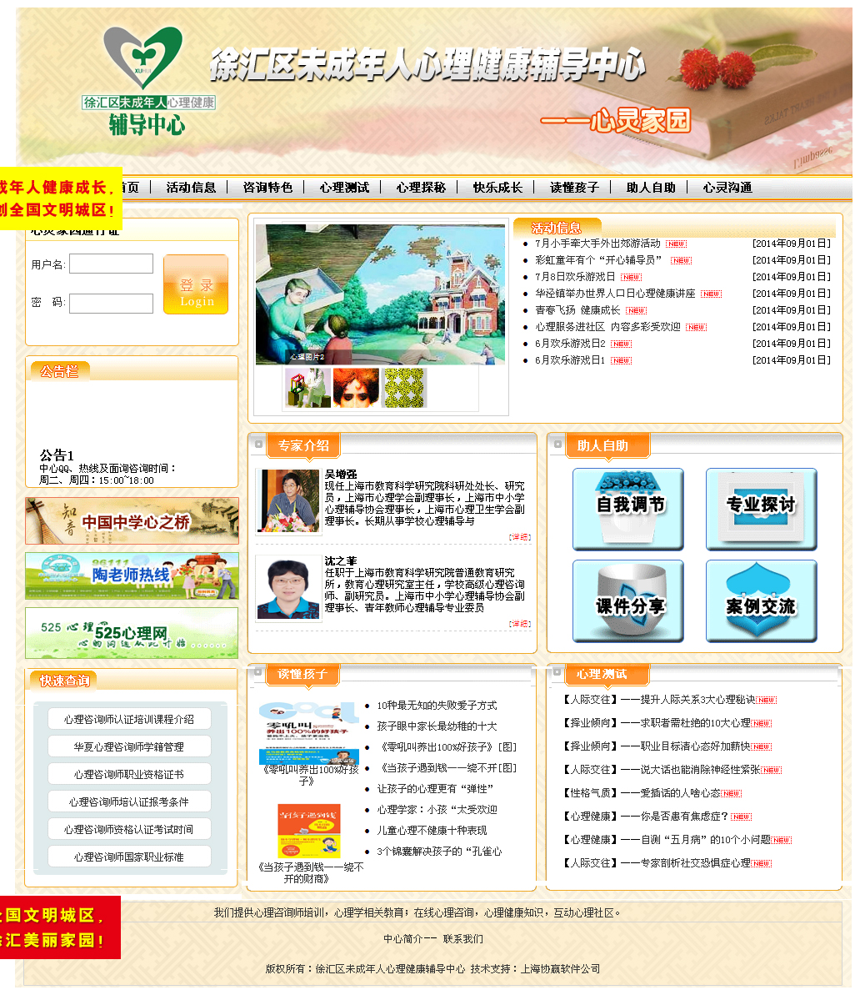 XUHUI
徐汇区未成年人心理健康
辅导中心
徐汇区未成年人心理健康辅导中心
——心灵家园
成年人健康成长，
创全国文明城区！
首页
活动信息
咨询特色
心理测试
心理探秘
快乐成长
读懂孩子
助人自助
心灵沟通
心灵家园通行证
用户名:
密 码:
登 录
Login
公告栏
公告1
中心QQ、热线及面询咨询时间：
周二、周四：15:00~18:00
知音
中国中学心之桥
96111
陶老师热线
525 心理
525心理网
心理图片2
活动信息
7月小手牵大手外出郊游活动 NEW [2014年09月01日]
彩虹童年有个“开心辅导员” NEW [2014年09月01日]
7月8日欢乐游戏日 NEW [2014年09月01日]
华泾镇举办世界人口日心理健康讲座 NEW [2014年09月01日]
青春飞扬 健康成长 NEW [2014年09月01日]
心理服务进社区 内容多彩受欢迎 NEW [2014年09月01日]
6月欢乐游戏日2 NEW [2014年09月01日]
6月欢乐游戏日1 NEW [2014年09月01日]
专家介绍
吴增强
现任上海市教育科学研究院科研处处长、研究
员，上海市心理学会副理事长，上海市中小学
心理辅导协会理事长，上海市心理卫生学会副
理事长。长期从事学校心理辅导与
[详细]
沈之菲
任职于上海市教育科学研究院普通教育研究
所，教育心理研究室主任，学校高级心理咨询
师、副研究员。上海市中小学心理辅导协会副
理事长、青年教师心理辅导专业委员
[详细]
助人自助
自我调节
专业探讨
课件分享
案例交流
快速查询
心理咨询师认证培训课程介绍
华夏心理咨询师学籍管理
心理咨询师职业资格证书
心理咨询师培认证报考条件
心理咨询师资格认证考试时间
心理咨询师国家职业标准
读懂孩子
零吼叫
养出100%的好孩子
《零吼叫养出100%好孩
子》
好孩子遇到钱
《当孩子遇到钱——绕不
开的财商》
10种最无知的失败爱子方式
孩子眼中家长最幼稚的十大
《零吼叫养出100%好孩子》[图]
《当孩子遇到钱——绕不开[图]
让孩子的心理更有“弹性”
心理学家：小孩“太受欢迎
儿童心理不健康十种表现
3个锦囊解决孩子的“孔雀心
心理测试
【人际交往】——提升人际关系3大心理秘诀NEW
【择业倾向】——求职者需杜绝的10大心理NEW
【择业倾向】——职业目标清心态好加薪快NEW
【人际交往】——说大话也能消除神经性紧张NEW
【性格气质】——爱插话的人啥心态NEW
【心理健康】——你是否患有焦虑症？NEW
【心理健康】——自测“五月病”的10个小问题NEW
【人际交往】——专家剖析社交恐惧症心理NEW
全国文明城区，
徐汇美丽家园！
我们提供心理咨询师培训，心理学相关教育；在线心理咨询，心理健康知识，互动心理社区。
中心简介—— 联系我们
版权所有：徐汇区未成年人心理健康辅导中心 技术支持：上海协赢软件公司